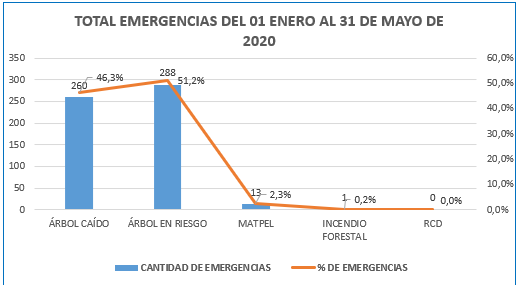 TOTAL EMERGENCIAS DEL 01 ENERO AL 31 DE MAYO DE
2020
350
300
250
200
150
100
50
0
60,0%
50,0%
40,0%
30,0%
20,0%
10,0%
0,0%
260
46,3%
288
51,2%
13
2,3%
1
0,2%
0
0,0%
ÁRBOL CAÍDO
ÁRBOL EN RIESGO
MATPEL
INCENDIO
FORESTAL
RCD
CANTIDAD DE EMERGENCIAS
% DE EMERGENCIAS